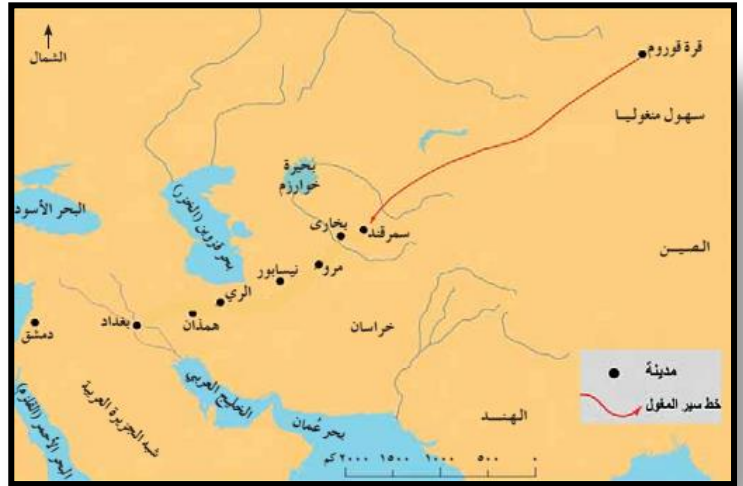 الشمال
قرة قوروم
سهول منغوليا
بحيرة
خوارزم
البحر الأسود
بحر قزوين (الخزر)
بخارى
سمرقند
الصين
مرو
نيسابور
الري
همذان
بغداد
دمشق
خراسان
الخليج العربي
شبه الجزيرة العربية
البحر الأحمر (القلزم)
بحر عُمان
الهند
مدينة
خط سير المغول
٢٠٠٠ كم ١٥٠٠ ١٠٠٠ ٥٠٠ ٠